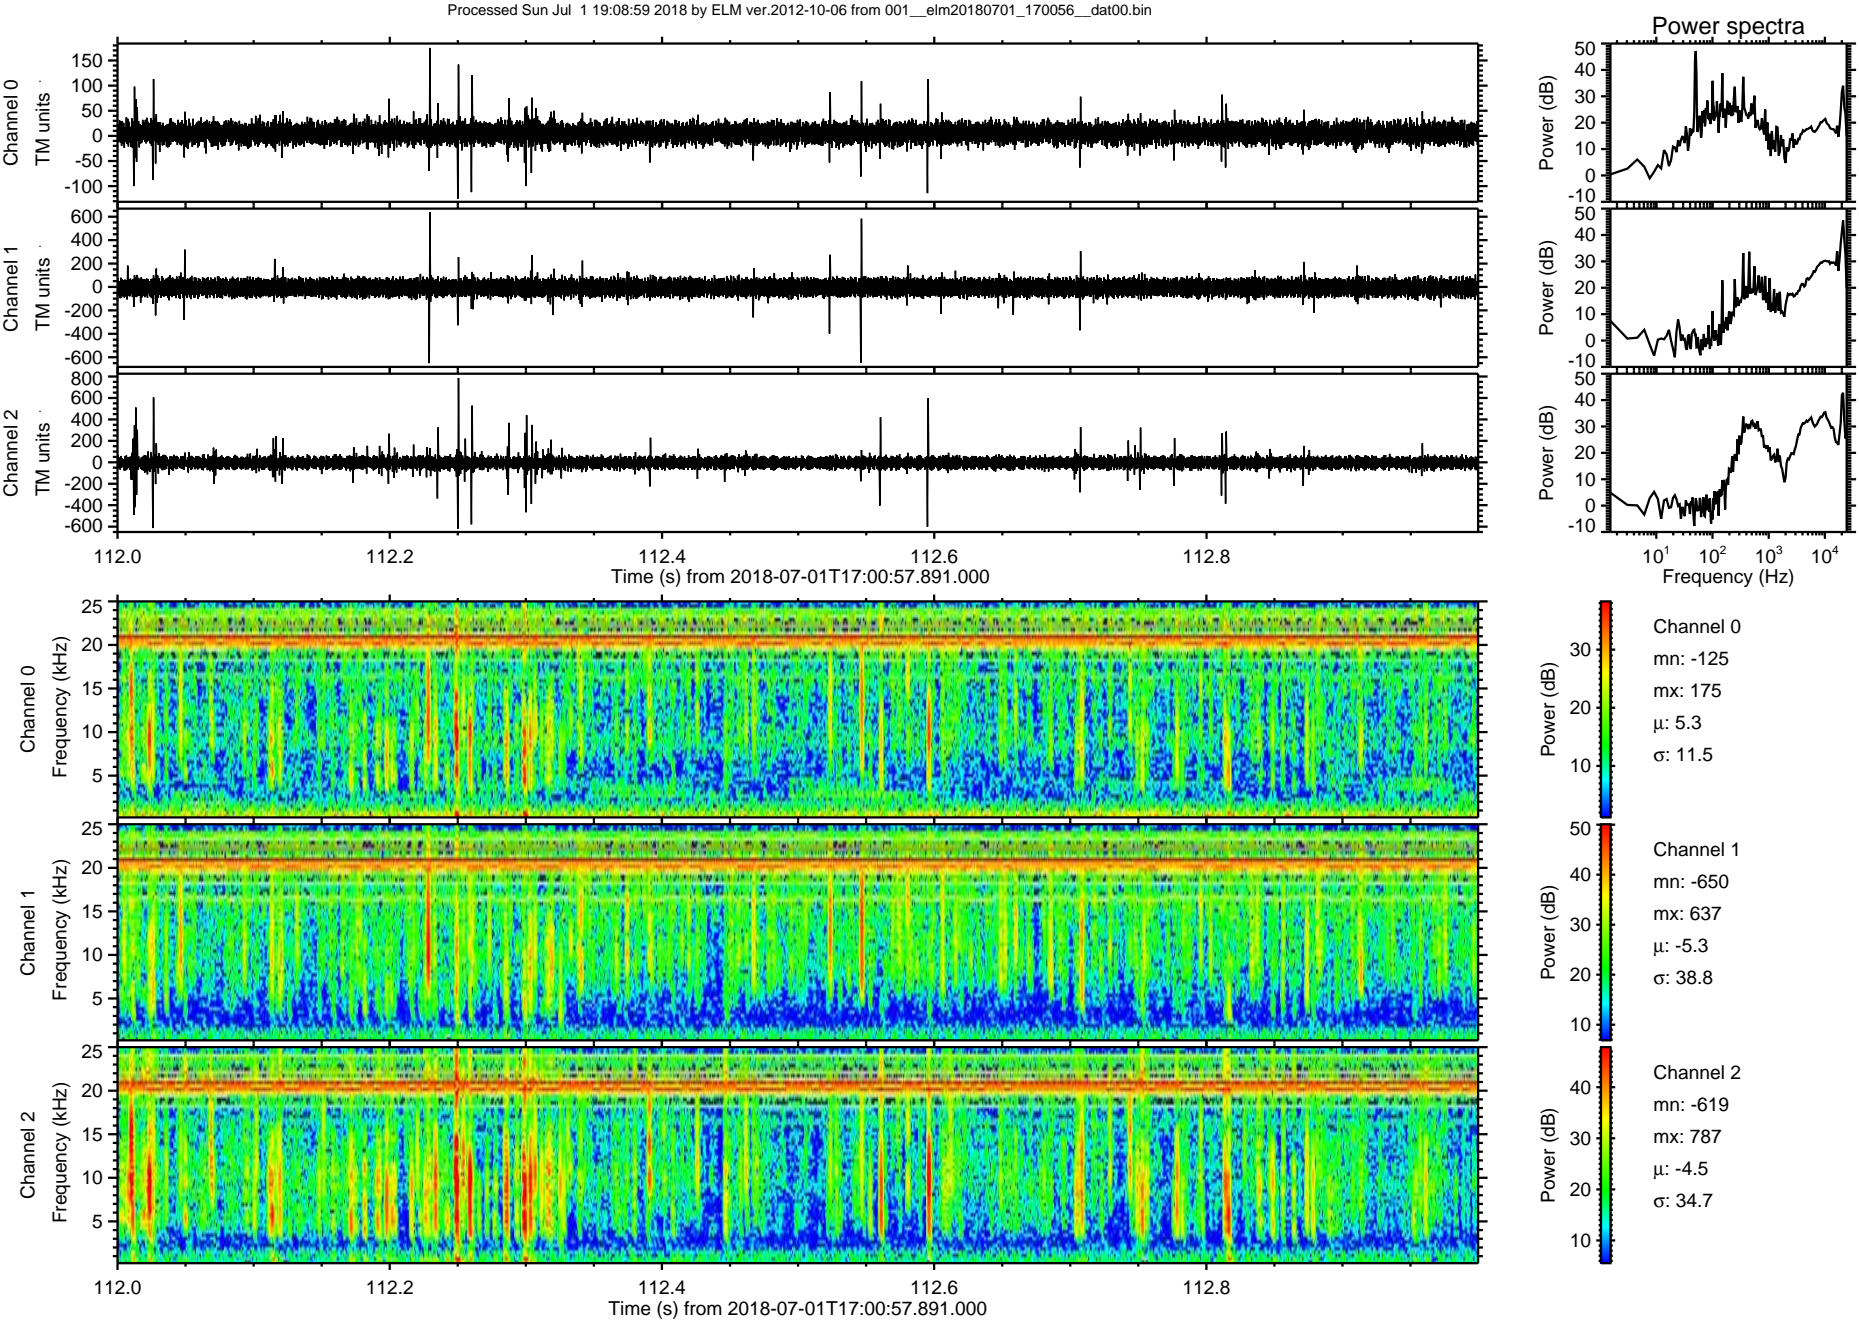 Processed Sun Jul 1 19:08:59 2018 by ELM ver.2012-10-06 from 001__elm20180701_170056__dat00.bin
Power spectra
Channel 0
TM units
150
100
50
0
-50
-100
Power (dB)
50
40
30
20
10
0
-10
Channel 1
TM units
600
400
200
0
-200
-400
-600
Power (dB)
50
40
30
20
10
0
-10
Channel 2
TM units
800
600
400
200
0
-200
-400
-600
Power (dB)
50
40
30
20
10
0
-10
112.0 112.2 112.4 112.6 112.8
Time (s) from 2018-07-01T17:00:57.891.000
10^1 10^2 10^3 10^4
Frequency (Hz)
Channel 0
Frequency (kHz)
25
20
15
10
5
Power (dB)
30
20
10
Channel 0
mn: -125
mx: 175
μ: 5.3
σ: 11.5
Channel 1
Frequency (kHz)
25
20
15
10
5
Power (dB)
50
40
30
20
10
Channel 1
mn: -650
mx: 637
μ: -5.3
σ: 38.8
Channel 2
Frequency (kHz)
25
20
15
10
5
Power (dB)
40
30
20
10
Channel 2
mn: -619
mx: 787
μ: -4.5
σ: 34.7
112.0 112.2 112.4 112.6 112.8
Time (s) from 2018-07-01T17:00:57.891.000